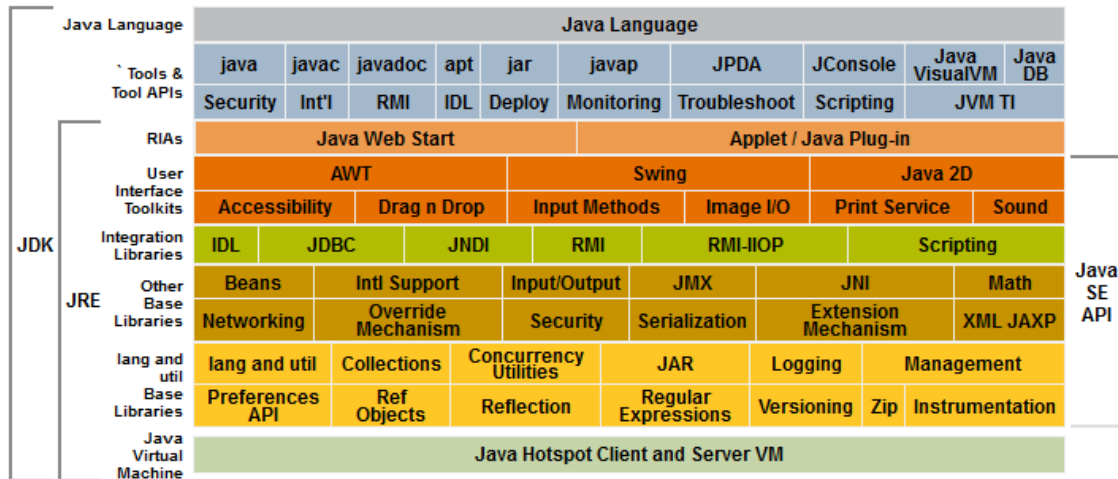 Java Language Java Language
` Tools &
Tool APIs
java javac javadoc apt jar javap JPDA JConsole Java VisualVM Java DB
Security Int'l RMI IDL Deploy Monitoring Troubleshoot Scripting JVM TI
RIAs Java Web Start Applet / Java Plug-in
User
Interface
Toolkits
AWT Swing Java 2D
Accessibility Drag n Drop Input Methods Image I/O Print Service Sound
Integration
Libraries
IDL JDBC JNDI RMI RMI-IIOP Scripting
JDK
JRE
Other
Base
Libraries
Beans Intl Support Input/Output JMX JNI Math
Networking Override Mechanism Security Serialization Extension Mechanism XML JAXP
Java
SE
API
lang and
util
Base
Libraries
lang and util Collections Concurrency Utilities JAR Logging Management
Preferences API Ref Objects Reflection Regular Expressions Versioning Zip Instrumentation
Java
Virtual
Machine
Java Hotspot Client and Server VM